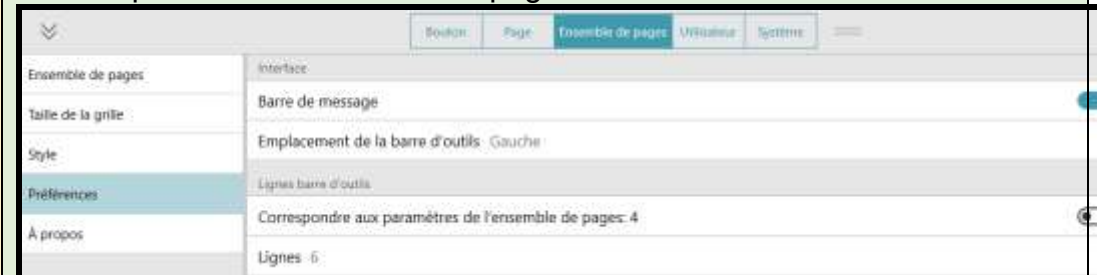 Bouton Page Ensemble de pages Utilisateur Système
Ensemble de pages
Taille de la grille
Style
Préférences
À propos
Interface
Barre de message
Emplacement de la barre d'outils Gauche
Lignes barre d'outils
Correspondre aux paramètres de l'ensemble de pages: 4
Lignes 6